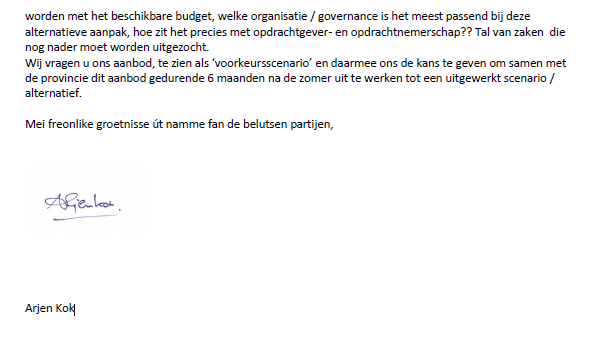 worden met het beschikbare budget, welke organisatie / governance is het meest passend bij deze
alternatieve aanpak, hoe zit het precies met opdrachtgever- en opdrachtnemerschap?? Tal van zaken die
nog nader moet worden uitgezocht.
Wij vragen u ons aanbod, te zien als ‘voorkeursscenario’ en daarmee ons de kans te geven om samen met
de provincie dit aanbod gedurende 6 maanden na de zomer uit te werken tot een uitgewerkt scenario /
alternatief.
Mei freonlike groetnisse út namme fan de belutsen partijen,
Arjen Kok